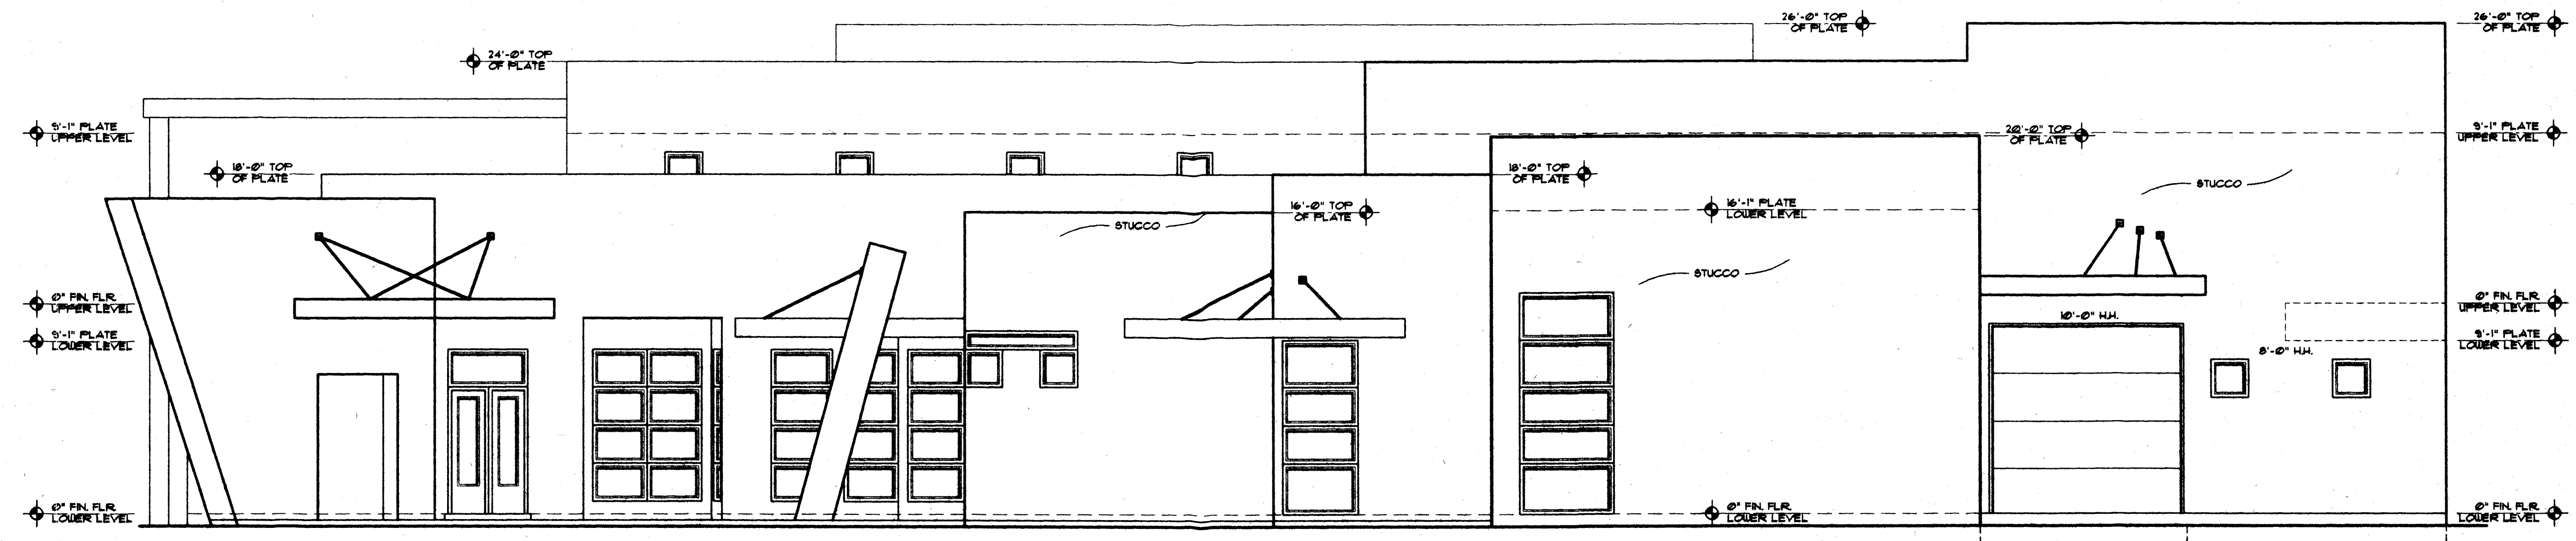 26'-0" TOP
OF PLATE
26'-0" TOP
OF PLATE
24'-0" TOP
OF PLATE
9'-1" PLATE
UPPER LEVEL
20'-0" TOP
OF PLATE
9'-1" PLATE
UPPER LEVEL
18'-0" TOP
OF PLATE
18'-0" TOP
OF PLATE
STUCCO
16'-0" TOP
OF PLATE
16'-1" PLATE
LOWER LEVEL
STUCCO
STUCCO
0" FIN. FLR.
UPPER LEVEL
0" FIN. FLR.
UPPER LEVEL
10'-0" H.H.
9'-1" PLATE
LOWER LEVEL
9'-1" PLATE
LOWER LEVEL
8'-0" H.H.
0" FIN. FLR.
LOWER LEVEL
0" FIN. FLR.
LOWER LEVEL
0" FIN. FLR.
LOWER LEVEL